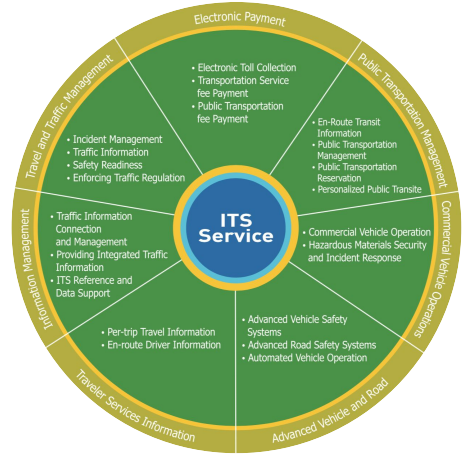 Electronic Payment
• Electronic Toll Collection
• Transportation Service
fee Payment
• Public Transportation
fee Payment
Public Transportation Management
• En-Route Transit
Information
• Public Transportation
Management
• Public Transportation
Reservation
• Personalized Public Transite
Commercial Vehicle Operations
• Commercial Vehicle Operation
• Hazardous Materials Security
and Incident Response
Advanced Vehicle and Road
• Advanced Vehicle Safety
Systems
• Advanced Road Safety Systems
• Automated Vehicle Operation
Traveler Services Information
• Per-trip Travel Information
• En-route Driver Information
Information Management
• Traffic Information
Connection
and Management
• Providing Integrated Traffic
Information
• ITS Reference and
Data Support
Travel and Traffic Management
• Incident Management
• Traffic Information
• Safety Readiness
• Enforcing Traffic Regulation
ITS
Service